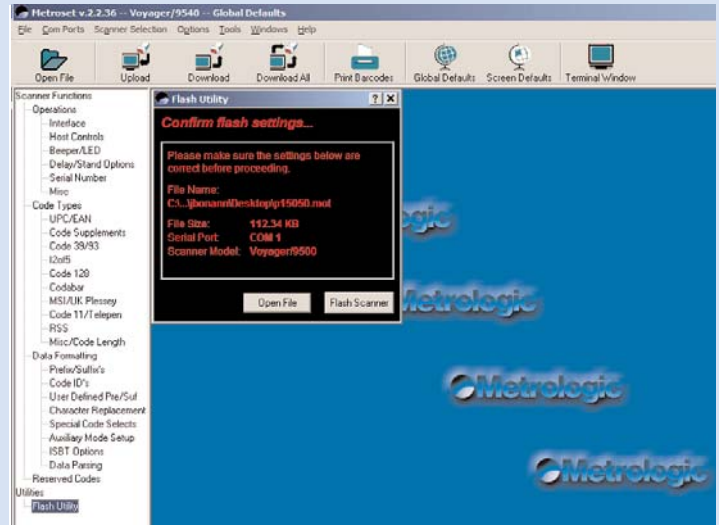 Metroset v.2.2.36 -- Voyager/9540 -- Global Defaults
File Com Ports Scanner Selection Options Tools Windows Help
Open File Upload Download Download All Print Barcodes Global Defaults Screen Defaults Terminal Window
Scanner Functions
Operations
Interface
Host Controls
Beeper/LED
Delay/Stand Options
Serial Number
Misc
Code Types
UPC/EAN
Code Supplements
Code 39/93
I2of5
Code 128
Codabar
MSI/UK Plessey
Code 11/Telepen
RSS
Misc/Code Length
Data Formatting
Prefix/Suffix's
Code ID's
User Defined Pre/Suf
Character Replacement
Special Code Selects
Auxiliary Mode Setup
ISBT Options
Data Parsing
Reserved Codes
Utilities
Flash Utility
Flash Utility
Confirm flash settings...
Please make sure the settings below are
correct before proceeding.
File Name:
C:\...\jbonann\Desktop\p15050.mot
File Size: 112.34 KB
Serial Port: COM 1
Scanner Model: Voyager/9500
Open File Flash Scanner
ogic
Metrologic
Metrologic
Metrologic